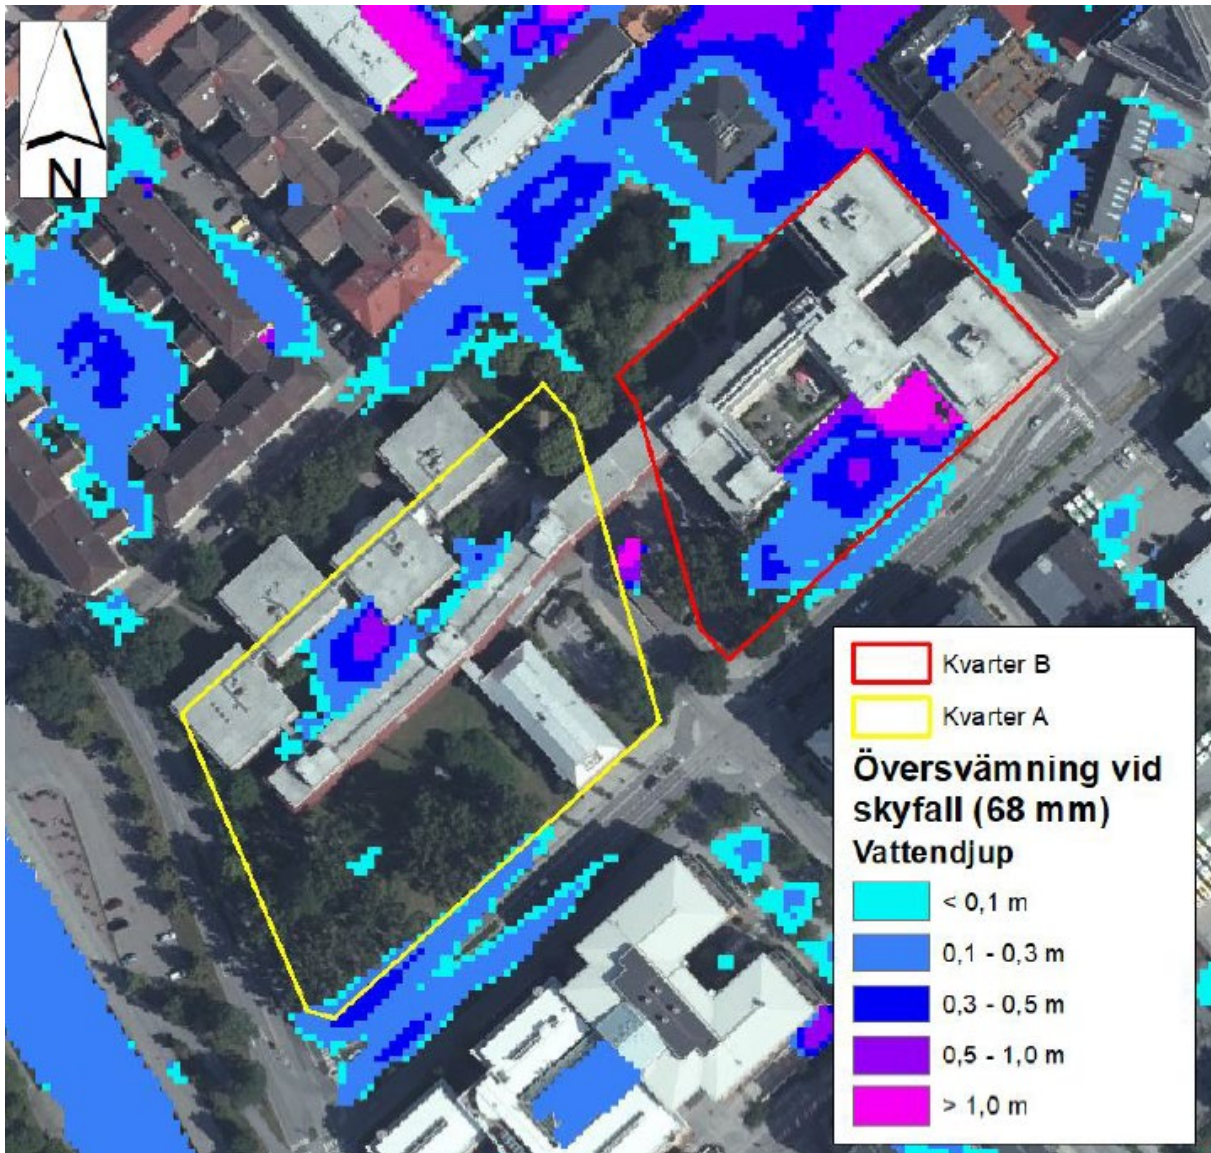 N
Kvarter B
Kvarter A
Översvämning vid
skyfall (68 mm)
Vattendjup
< 0,1 m
0,1 - 0,3 m
0,3 - 0,5 m
0,5 - 1,0 m
> 1,0 m